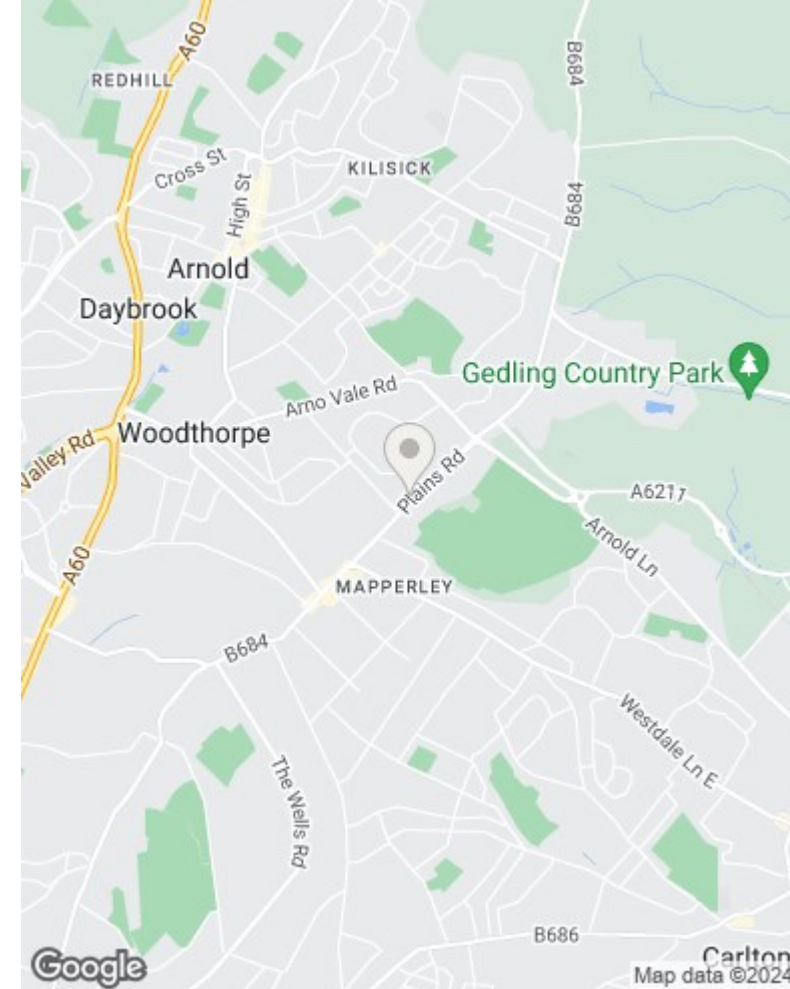 A60
B684
REDHILL
Cross St
KILISICK
High St
B684
Arnold
Daybrook
Gedling Country Park
Arno Vale Rd
Woodthorpe
Valley Rd
Plains Rd
A6211
Arnold Ln
A60
MAPPERLEY
B684
Westdale Ln E
The Wells Rd
B686
Carlton
Google
Map data ©2024